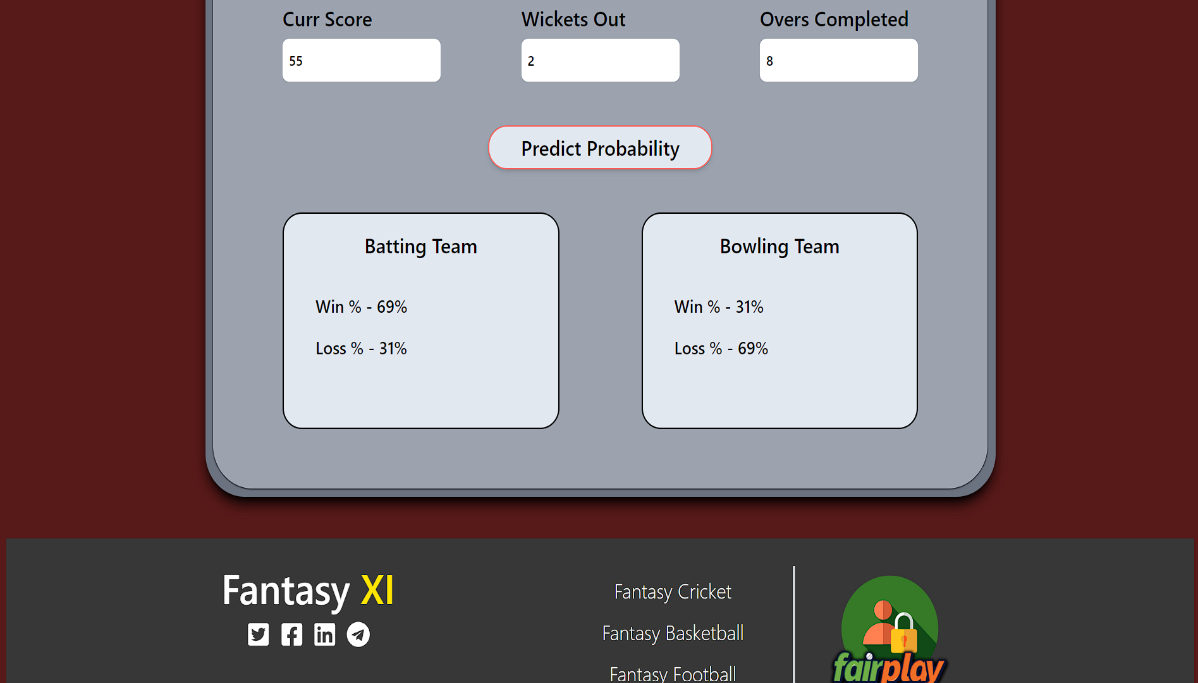 Curr Score Wickets Out Overs Completed
55 2 8
Predict Probability
Batting Team
Win % - 69%
Loss % - 31%
Bowling Team
Win % - 31%
Loss % - 69%
Fantasy XI
Fantasy Cricket
Fantasy Basketball
Fantasy Football
fairplay